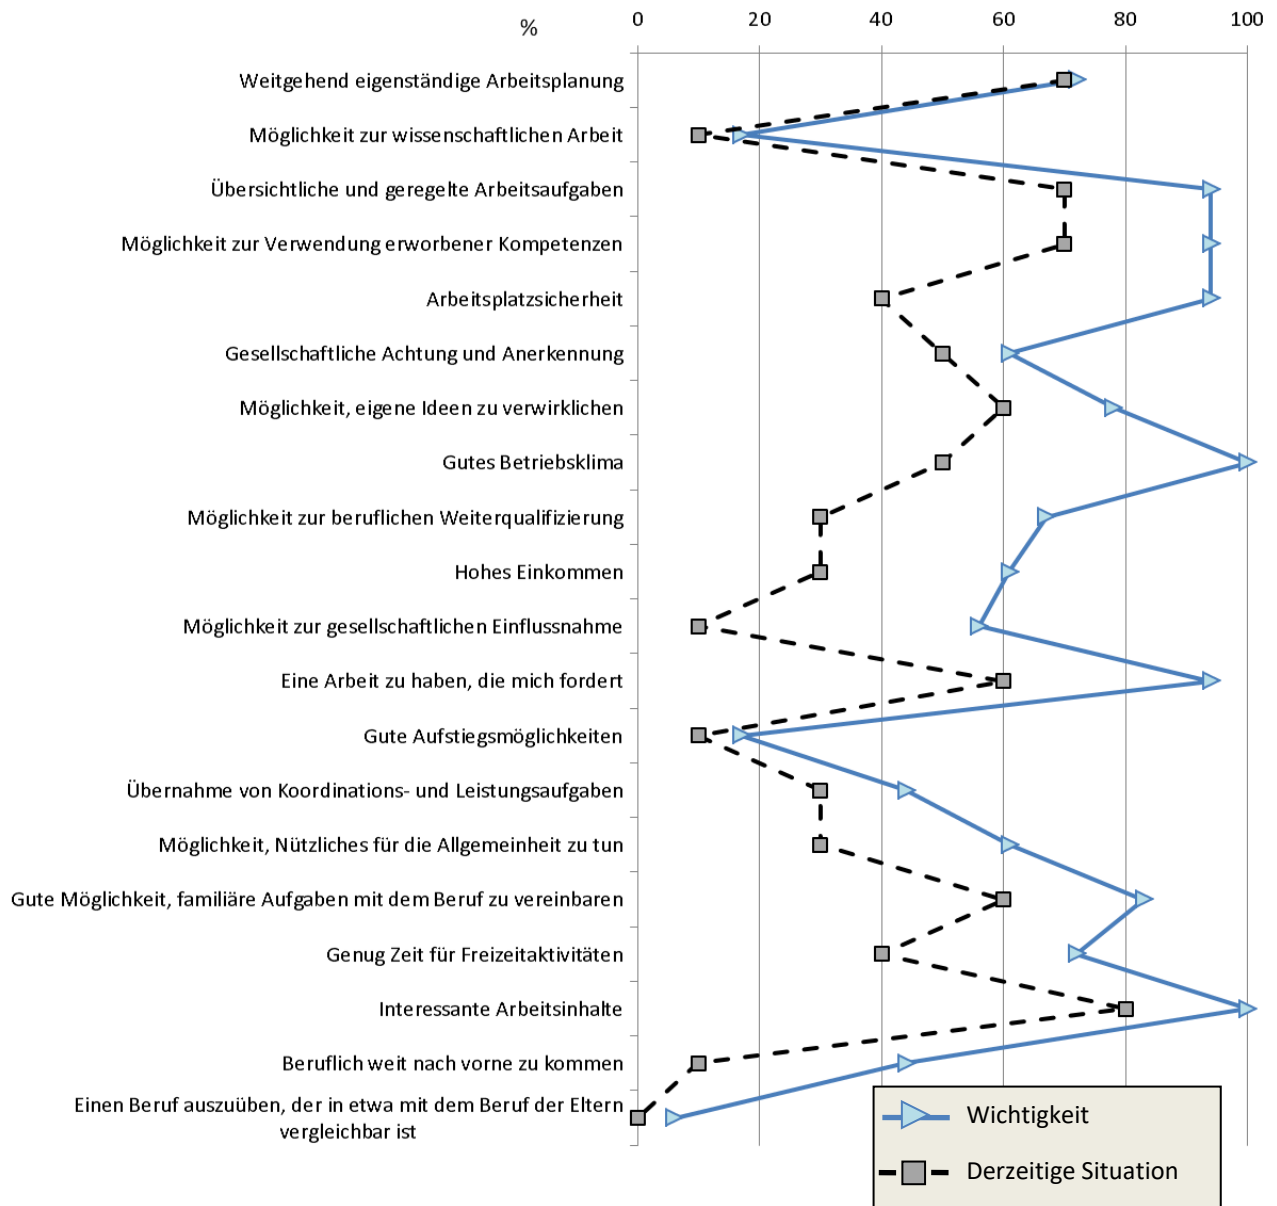 %
0 20 40 60 80 100
Weitgehend eigenständige Arbeitsplanung
Möglichkeit zur wissenschaftlichen Arbeit
Übersichtliche und geregelte Arbeitsaufgaben
Möglichkeit zur Verwendung erworbener Kompetenzen
Arbeitsplatzsicherheit
Gesellschaftliche Achtung und Anerkennung
Möglichkeit, eigene Ideen zu verwirklichen
Gutes Betriebsklima
Möglichkeit zur beruflichen Weiterqualifizierung
Hohes Einkommen
Möglichkeit zur gesellschaftlichen Einflussnahme
Eine Arbeit zu haben, die mich fordert
Gute Aufstiegsmöglichkeiten
Übernahme von Koordinations- und Leistungsaufgaben
Möglichkeit, Nützliches für die Allgemeinheit zu tun
Gute Möglichkeit, familiäre Aufgaben mit dem Beruf zu vereinbaren
Genug Zeit für Freizeitaktivitäten
Interessante Arbeitsinhalte
Beruflich weit nach vorne zu kommen
Einen Beruf auszuüben, der in etwa mit dem Beruf der Eltern
vergleichbar ist
Wichtigkeit
Derzeitige Situation